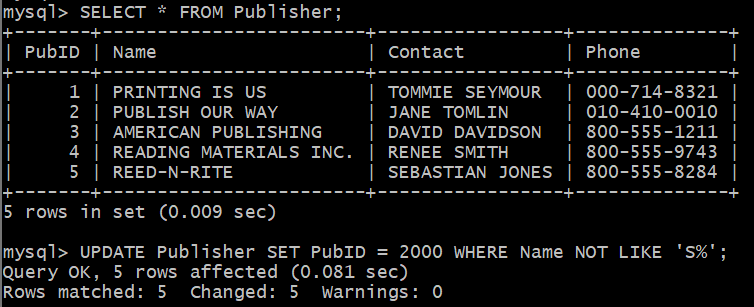 mysql> SELECT * FROM Publisher;
+-------+--------------------------+------------------+--------------+
| PubID | Name                     | Contact          | Phone        |
+-------+--------------------------+------------------+--------------+
|     1 | PRINTING IS US           | TOMMIE SEYMOUR   | 000-714-8321 |
|     2 | PUBLISH OUR WAY          | JANE TOMLIN      | 010-410-0010 |
|     3 | AMERICAN PUBLISHING      | DAVID DAVIDSON   | 800-555-1211 |
|     4 | READING MATERIALS INC.   | RENEE SMITH      | 800-555-9743 |
|     5 | REED-N-RITE              | SEBASTIAN JONES  | 800-555-8284 |
+-------+--------------------------+------------------+--------------+
5 rows in set (0.009 sec)

mysql> UPDATE Publisher SET PubID = 2000 WHERE Name NOT LIKE 'S%';
Query OK, 5 rows affected (0.081 sec)
Rows matched: 5  Changed: 5  Warnings: 0